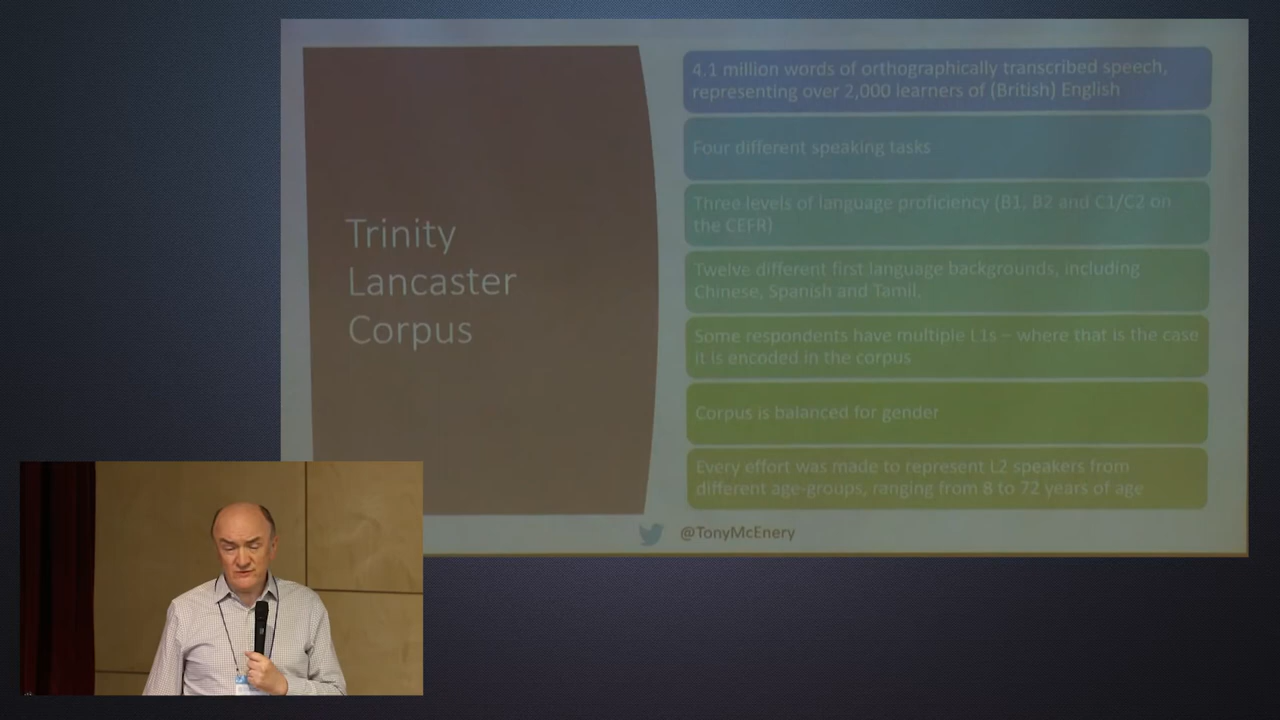 Trinity
Lancaster
Corpus
4.1 million words of orthographically transcribed speech,
representing over 2,000 learners of (British) English
Four different speaking tasks
Three levels of language proficiency (B1, B2 and C1/C2 on
the CEFR)
Twelve different first language backgrounds, including
Chinese, Spanish and Tamil.
Some respondents have multiple L1s – where that is the case
it is encoded in the corpus
Corpus is balanced for gender
Every effort was made to represent L2 speakers from
different age-groups, ranging from 8 to 72 years of age
@TonyMcEnery